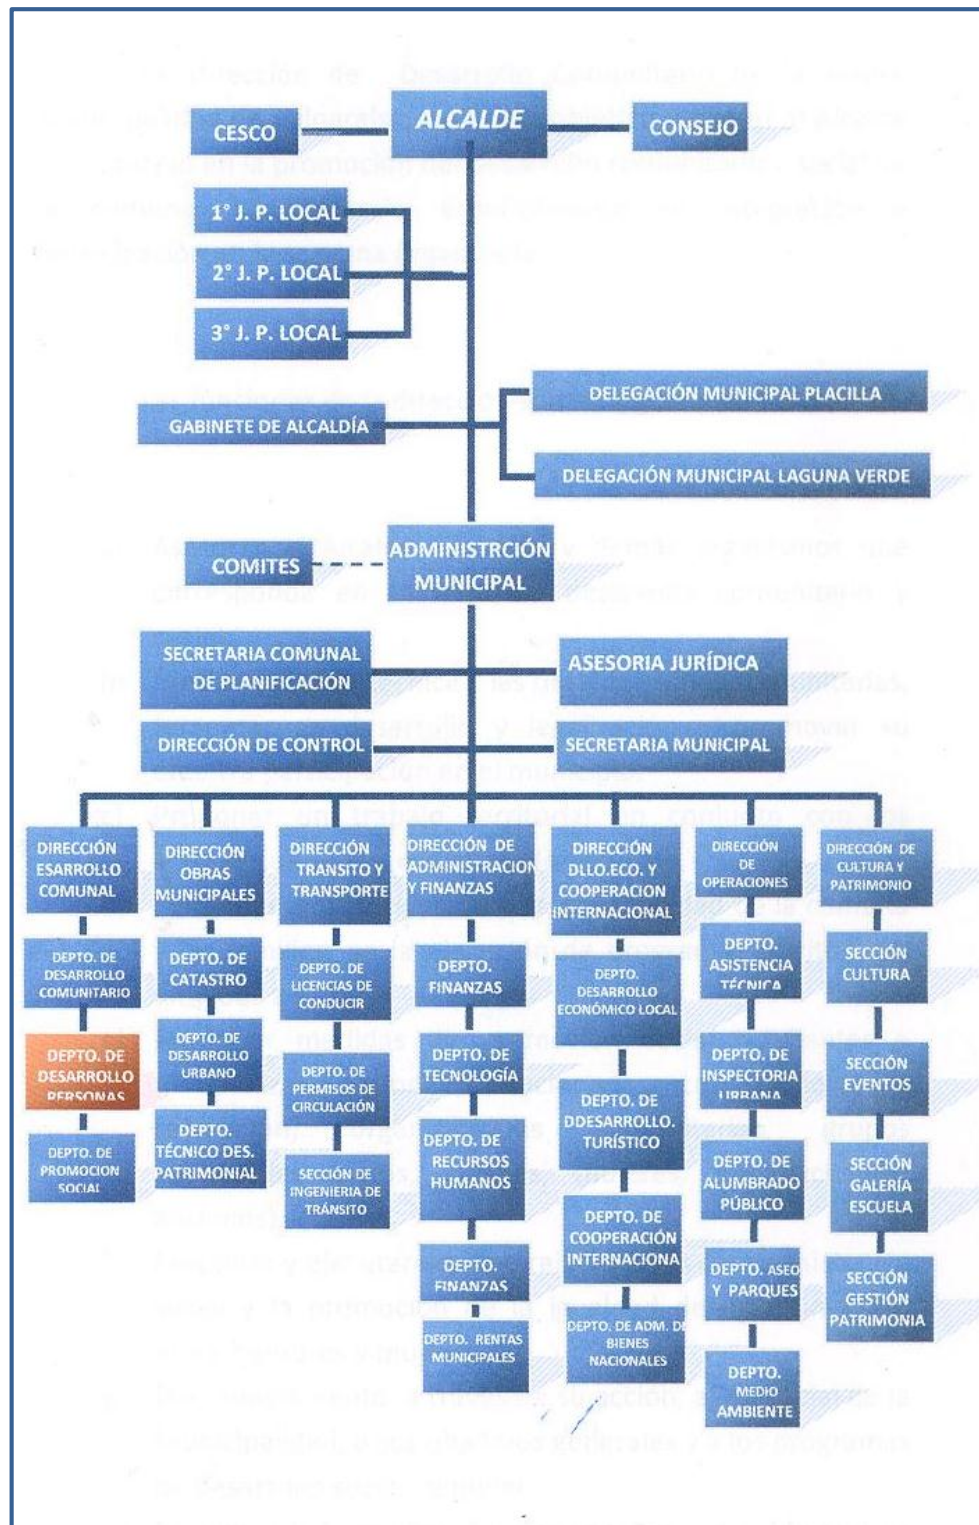 ALCALDE
CESCO
CONSEJO
1° J. P. LOCAL
2° J. P. LOCAL
3° J. P. LOCAL
DELEGACIÓN MUNICIPAL PLACILLA
GABINETE DE ALCALDÍA
DELEGACIÓN MUNICIPAL LAGUNA VERDE
COMITES
ADMINISTRCIÓN
MUNICIPAL
SECRETARIA COMUNAL
DE PLANIFICACIÓN
ASESORIA JURÍDICA
DIRECCIÓN DE CONTROL
SECRETARIA MUNICIPAL
DIRECCIÓN
ESARROLLO
COMUNAL
DEPTO. DE
DESARROLLO
COMUNITARIO
DEPTO. DE
DESARROLLO
PERSONAS
DEPTO. DE
PROMOCION
SOCIAL
DIRECCIÓN
OBRAS
MUNICIPALES
DEPTO. DE
CATASTRO
DEPTO. DE
DESARROLLO
URBANO
DEPTO.
TÉCNICO DES.
PATRIMONIAL
DIRECCIÓN
TRANSITO Y
TRANSPORTE
DEPTO. DE
LICENCIAS DE
CONDUCIR
DEPTO. DE
PERMISOS DE
CIRCULACIÓN
SECCIÓN DE
INGENIERIA DE
TRÁNSITO
DIRECCIÓN DE
ADMINISTRACION
Y FINANZAS
DEPTO.
FINANZAS
DEPTO. DE
TECNOLOGÍA
DEPTO. DE
RECURSOS
HUMANOS
DEPTO.
FINANZAS
DEPTO. RENTAS
MUNICIPALES
DIRECCIÓN
DLLO.ECO. Y
COOPERACION
INTERNACIONAL
DEPTO.
DESARROLLO
ECONÓMICO LOCAL
DEPTO. DE
DDESARROLLO.
TURÍSTICO
DEPTO. DE
COOPERACIÓN
INTERNACIONA
DEPTO. DE ADM. DE
BIENES
NACIONALES
DIRECCIÓN
DE
OPERACIONES
DEPTO.
ASISTENCIA
TÉCNICA
DEPTO. DE
INSPECTORIA
URBANA
DEPTO. DE
ALUMBRADO
PÚBLICO
DEPTO. ASEO
Y PARQUES
DEPTO.
MEDIO
AMBIENTE
DIRECCIÓN DE
CULTURA Y
PATRIMONIO
SECCIÓN
CULTURA
SECCIÓN
EVENTOS
SECCIÓN
GALERÍA
ESCUELA
SECCIÓN
GESTIÓN
PATRIMONIA